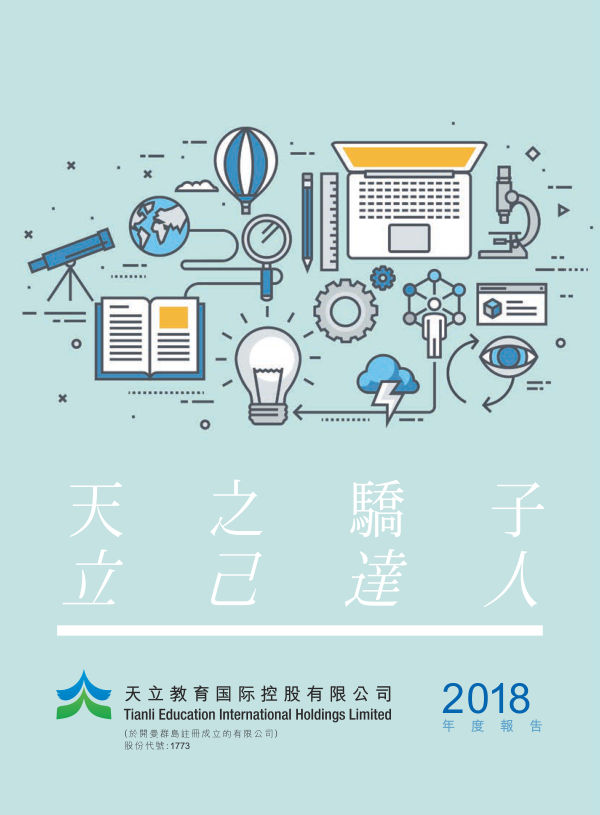 天之驕子
立己達人
天立教育国际控股有限公司
Tianli Education International Holdings Limited
(於開曼群島註冊成立的有限公司)
股份代號:1773
2018
年度報告